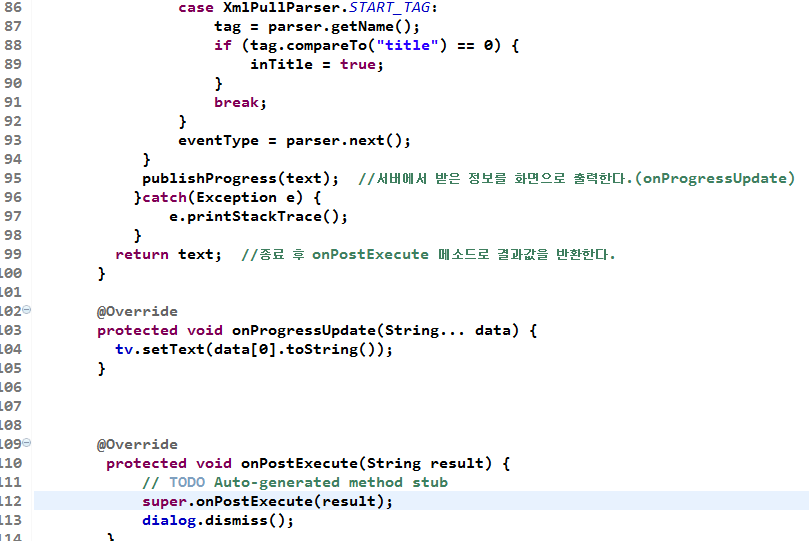 86 case XmlPullParser.START_TAG:
87 tag = parser.getName();
88 if (tag.compareTo("title") == 0) {
89 inTitle = true;
90 }
91 break;
92 }
93 eventType = parser.next();
94 }
95 publishProgress(text); //서버에서 받은 정보를 화면으로 출력한다.(onProgressUpdate)
96 }catch(Exception e) {
97 e.printStackTrace();
98 }
99 return text; //종료 후 onPostExecute 메소드로 결과값을 반환한다.
100 }
101
102 @Override
103 protected void onProgressUpdate(String... data) {
104 tv.setText(data[0].toString());
105 }
106
107
108
109 @Override
110 protected void onPostExecute(String result) {
111 // TODO Auto-generated method stub
112 super.onPostExecute(result);
113 dialog.dismiss();
114 }